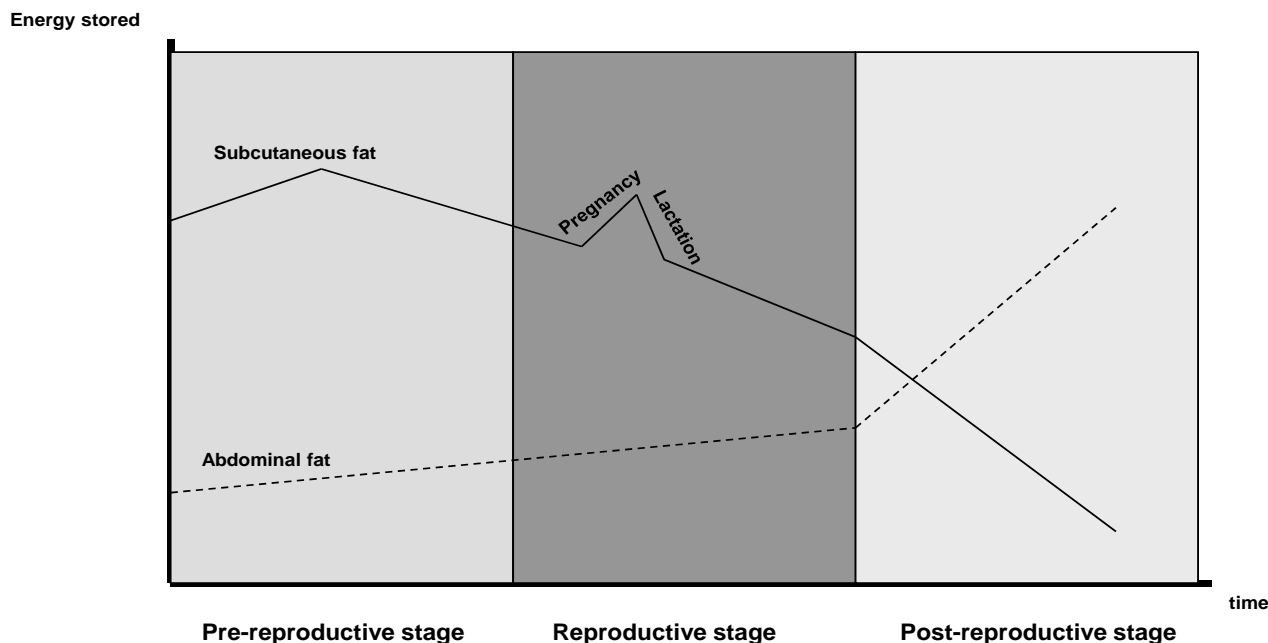 Energy stored
Subcutaneous fat
Pregnancy
Lactation
Abdominal fat
time
Pre-reproductive stage
Reproductive stage
Post-reproductive stage